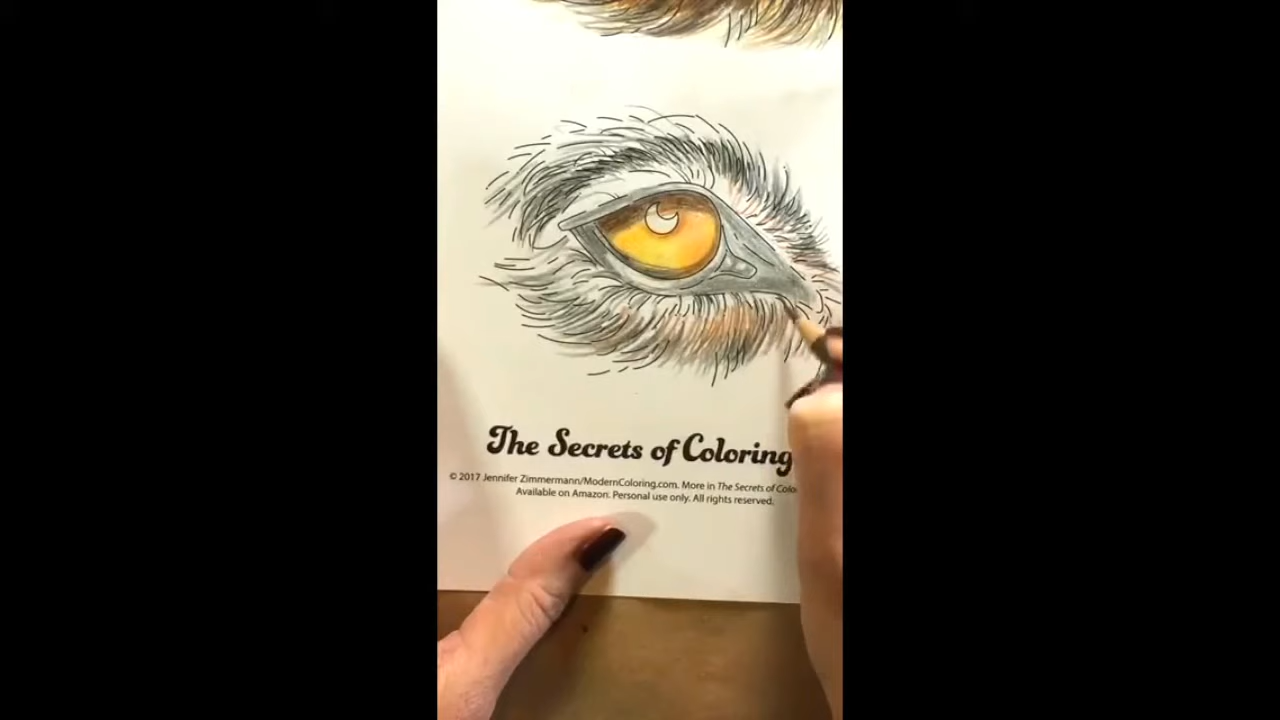 The Secrets of Coloring
© 2017 Jennifer Zimmermann/ModernColoring.com. More in The Secrets of
Available on Amazon. Personal use only. All rights reserved.